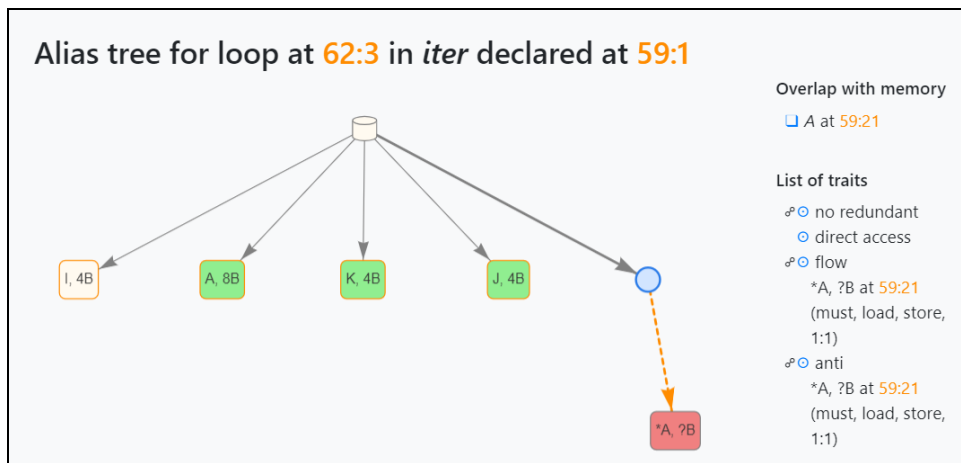 Alias tree for loop at 62:3 in iter declared at 59:1
Overlap with memory
A at 59:21
List of traits
no redundant
direct access
flow
*A, ?B at 59:21
(must, load, store,
1:1)
anti
*A, ?B at 59:21
(must, load, store,
1:1)
I, 4B
A, 8B
K, 4B
J, 4B
*A, ?B